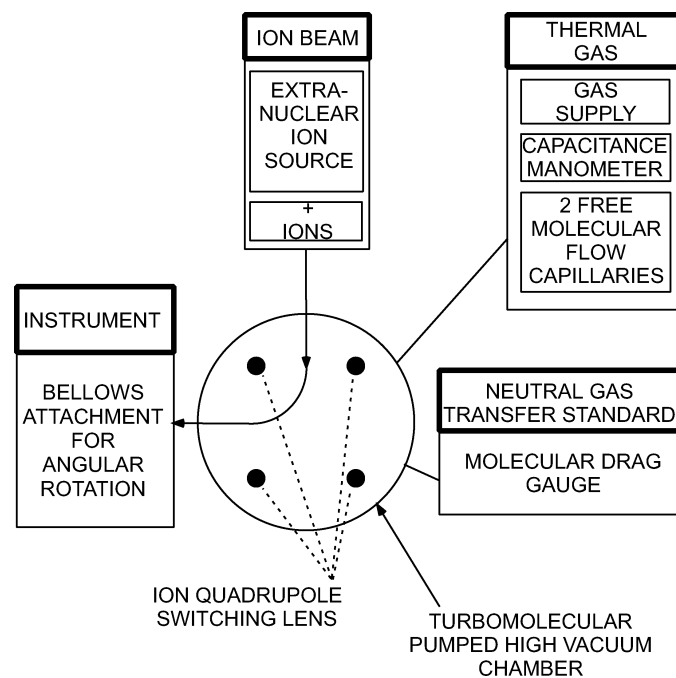 ION BEAM
EXTRA-
NUCLEAR
ION
SOURCE
+
IONS
THERMAL
GAS
GAS
SUPPLY
CAPACITANCE
MANOMETER
2 FREE
MOLECULAR
FLOW
CAPILLARIES
INSTRUMENT
BELLOWS
ATTACHMENT
FOR
ANGULAR
ROTATION
NEUTRAL GAS
TRANSFER STANDARD
MOLECULAR DRAG
GAUGE
ION QUADRUPOLE
SWITCHING LENS
TURBOMOLECULAR
PUMPED HIGH VACUUM
CHAMBER